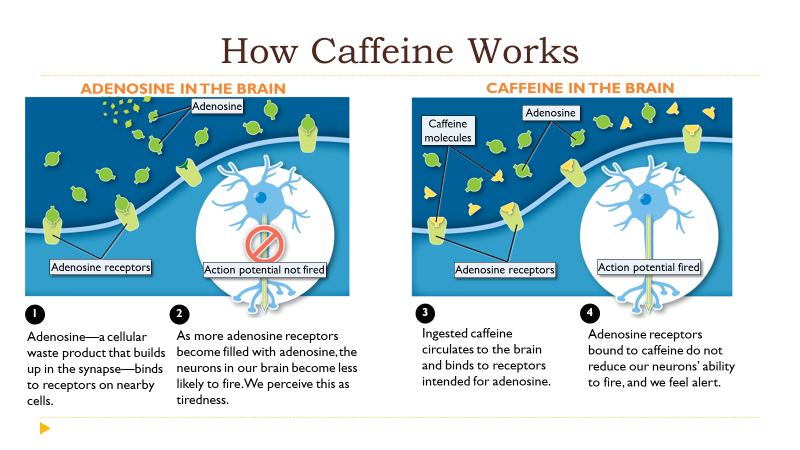 How Caffeine Works
ADENOSINE IN THE BRAIN
Adenosine
Adenosine receptors
Action potential not fired
1
Adenosine—a cellular
waste product that builds
up in the synapse—binds
to receptors on nearby
cells.
2
As more adenosine receptors
become filled with adenosine, the
neurons in our brain become less
likely to fire. We perceive this as
tiredness.
CAFFEINE IN THE BRAIN
Caffeine
molecules
Adenosine
Adenosine receptors
Action potential fired
3
Ingested caffeine
circulates to the brain
and binds to receptors
intended for adenosine.
4
Adenosine receptors
bound to caffeine do not
reduce our neurons' ability
to fire, and we feel alert.